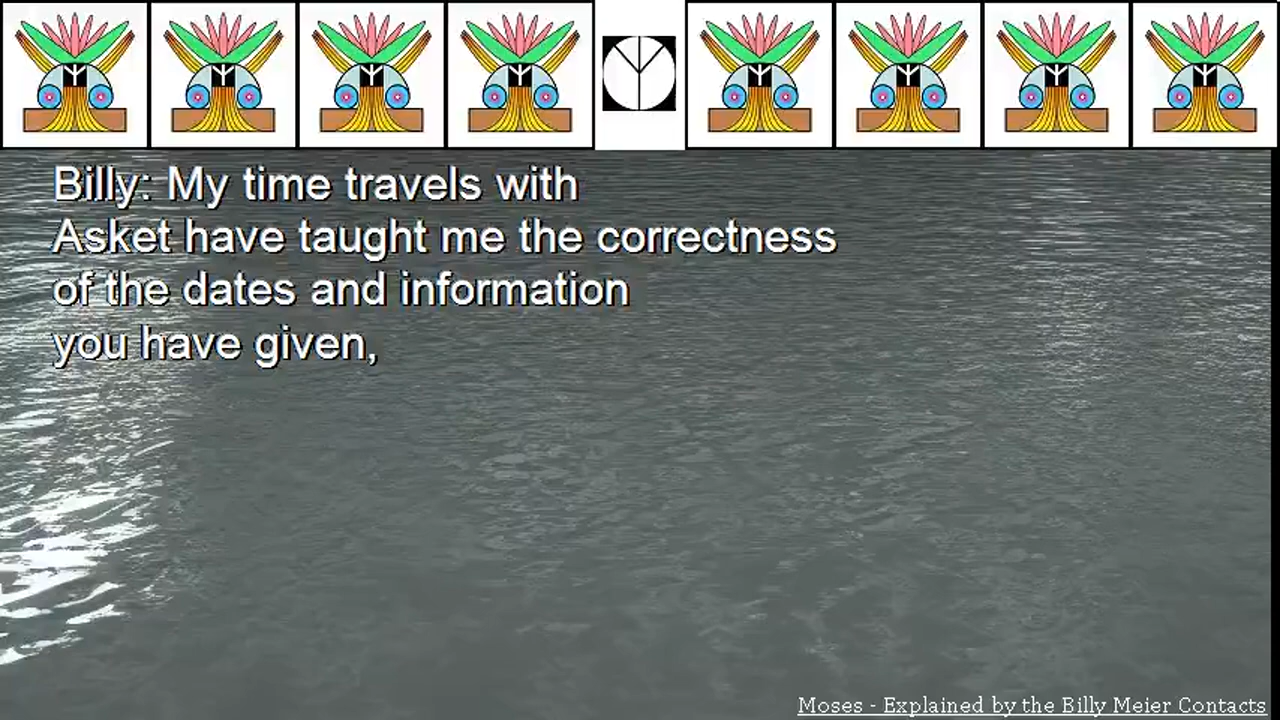 Billy: My time travels with
Asket have taught me the correctness
of the dates and information
you have given,
Moses - Explained by the Billy Meier Contacts